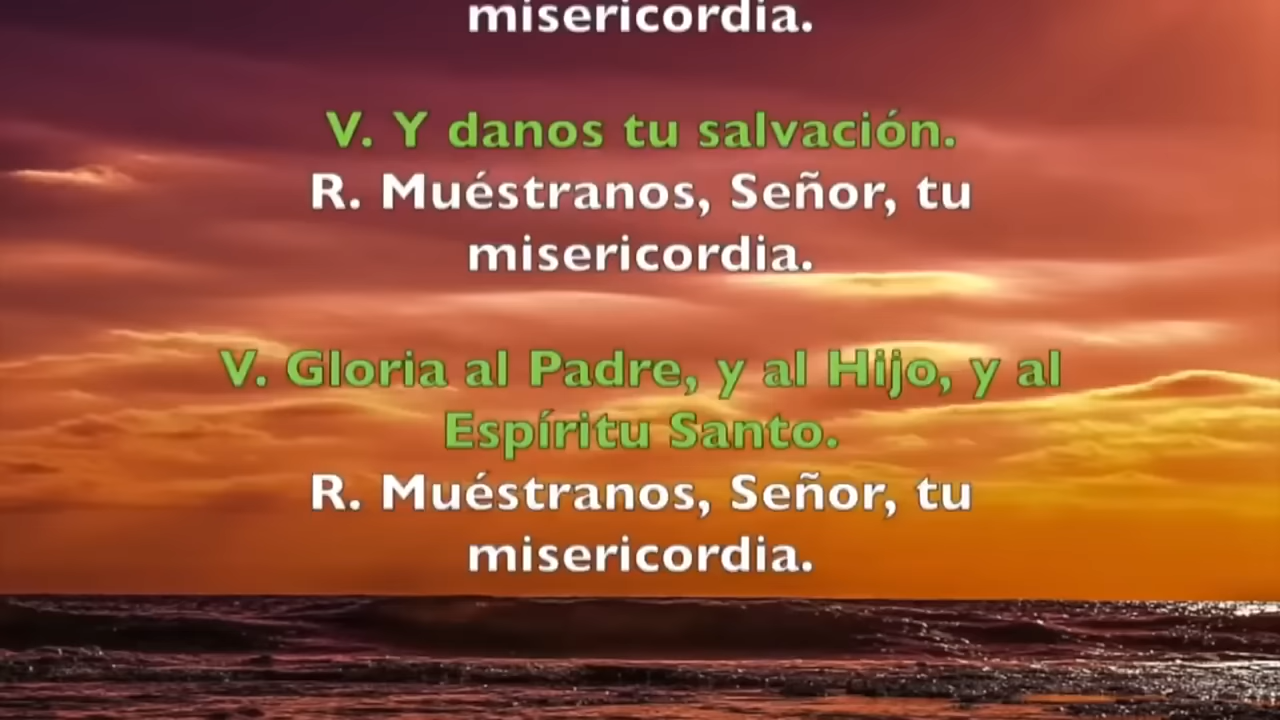 misericordia.
V. Y danos tu salvación.
R. Muéstranos, Señor, tu
misericordia.
V. Gloria al Padre, y al Hijo, y al
Espíritu Santo.
R. Muéstranos, Señor, tu
misericordia.